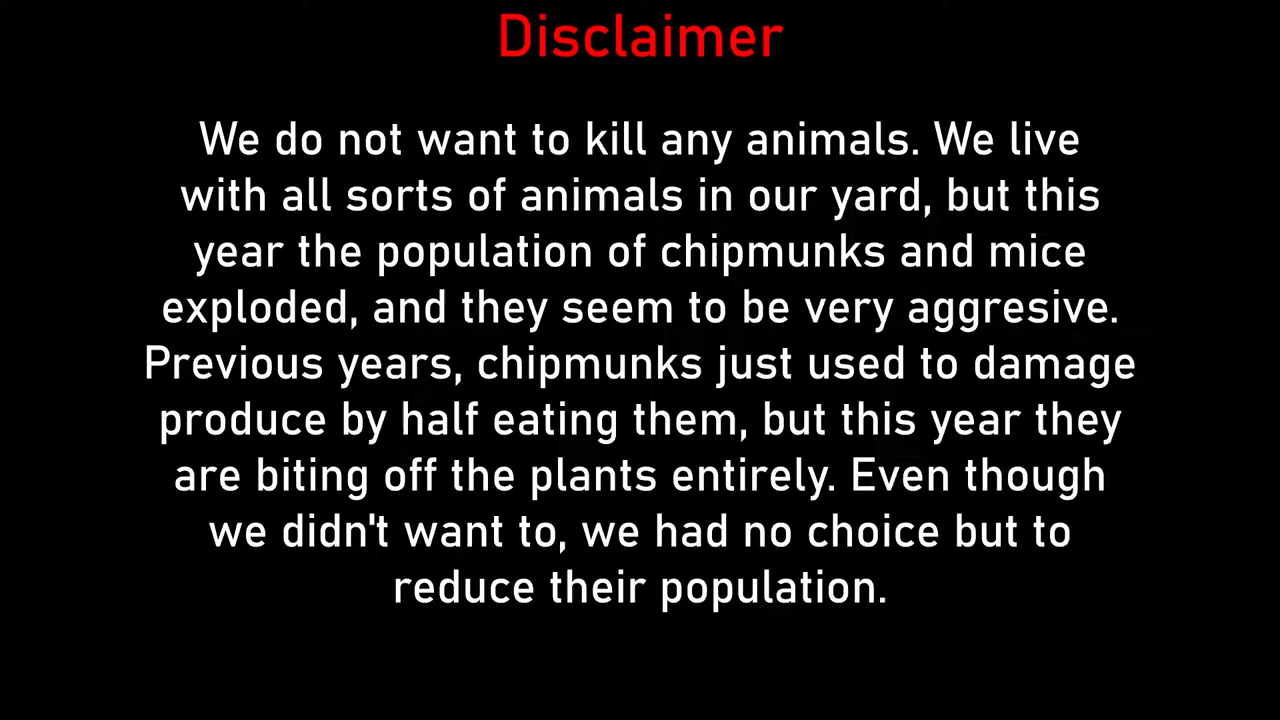 Disclaimer
We do not want to kill any animals. We live
with all sorts of animals in our yard, but this
year the population of chipmunks and mice
exploded, and they seem to be very aggresive.
Previous years, chipmunks just used to damage
produce by half eating them, but this year they
are biting off the plants entirely. Even though
we didn't want to, we had no choice but to
reduce their population.